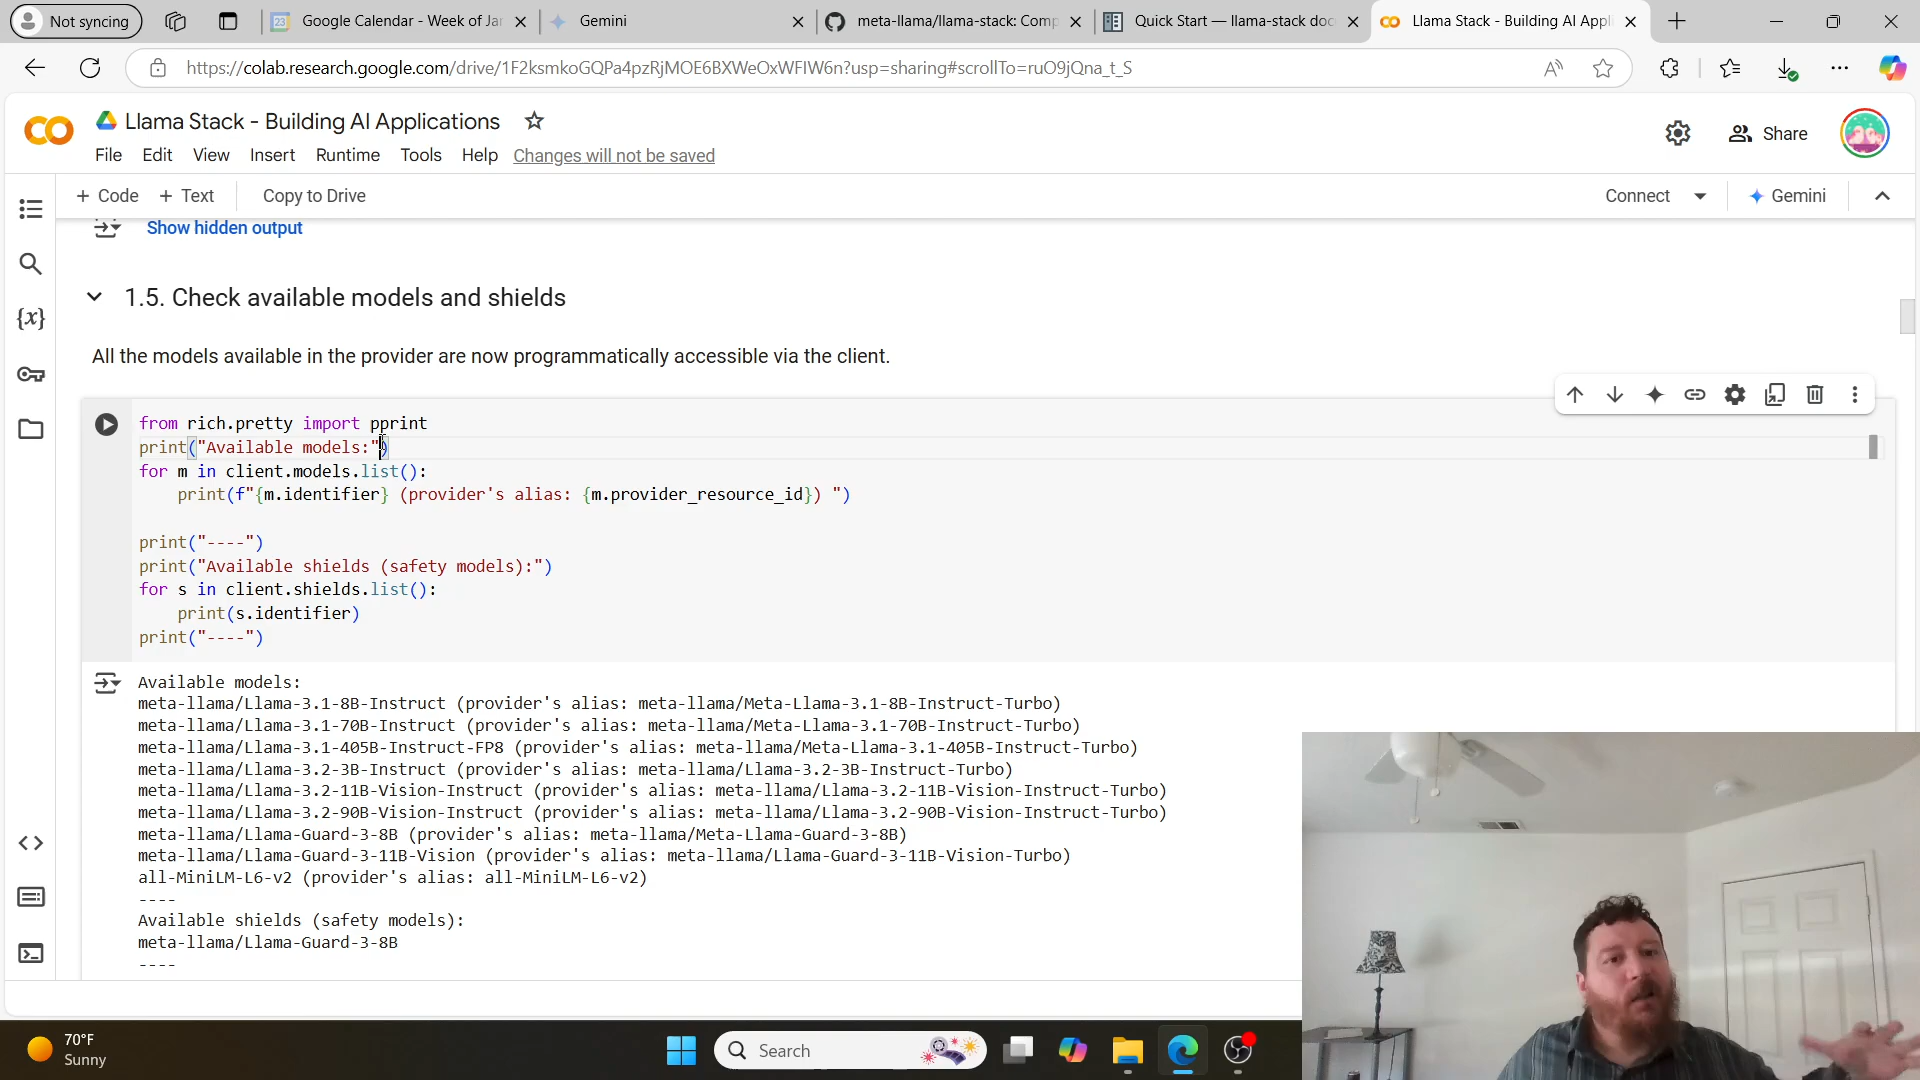 Not syncing
Google Calendar - Week of Ja
Gemini
meta-llama/llama-stack: Comp
Quick Start — llama-stack doc
Llama Stack - Building AI Appli
https://colab.research.google.com/drive/1F2ksmkoGQPa4pzRjMOE6BXWeOxWFIW6n?usp=sharing#scrollTo=ruO9jQna_t_S
Llama Stack - Building AI Applications
File Edit View Insert Runtime Tools Help Changes will not be saved
Share
+ Code + Text Copy to Drive
Connect
Gemini
Show hidden output
1.5. Check available models and shields
All the models available in the provider are now programmatically accessible via the client.
from rich.pretty import pprint
print("Available models:")
for m in client.models.list():
    print(f"{m.identifier} (provider's alias: {m.provider_resource_id}) ")
print("----")
print("Available shields (safety models):")
for s in client.shields.list():
    print(s.identifier)
print("----")
Available models:
meta-llama/Llama-3.1-8B-Instruct (provider's alias: meta-llama/Meta-Llama-3.1-8B-Instruct-Turbo)
meta-llama/Llama-3.1-70B-Instruct (provider's alias: meta-llama/Meta-Llama-3.1-70B-Instruct-Turbo)
meta-llama/Llama-3.1-405B-Instruct-FP8 (provider's alias: meta-llama/Meta-Llama-3.1-405B-Instruct-Turbo)
meta-llama/Llama-3.2-3B-Instruct (provider's alias: meta-llama/Llama-3.2-3B-Instruct-Turbo)
meta-llama/Llama-3.2-11B-Vision-Instruct (provider's alias: meta-llama/Llama-3.2-11B-Vision-Instruct-Turbo)
meta-llama/Llama-3.2-90B-Vision-Instruct (provider's alias: meta-llama/Llama-3.2-90B-Vision-Instruct-Turbo)
meta-llama/Llama-Guard-3-8B (provider's alias: meta-llama/Meta-Llama-Guard-3-8B)
meta-llama/Llama-Guard-3-11B-Vision (provider's alias: meta-llama/Llama-Guard-3-11B-Vision-Turbo)
all-MiniLM-L6-v2 (provider's alias: all-MiniLM-L6-v2)
----
Available shields (safety models):
meta-llama/Llama-Guard-3-8B
----
70°F
Sunny
Search